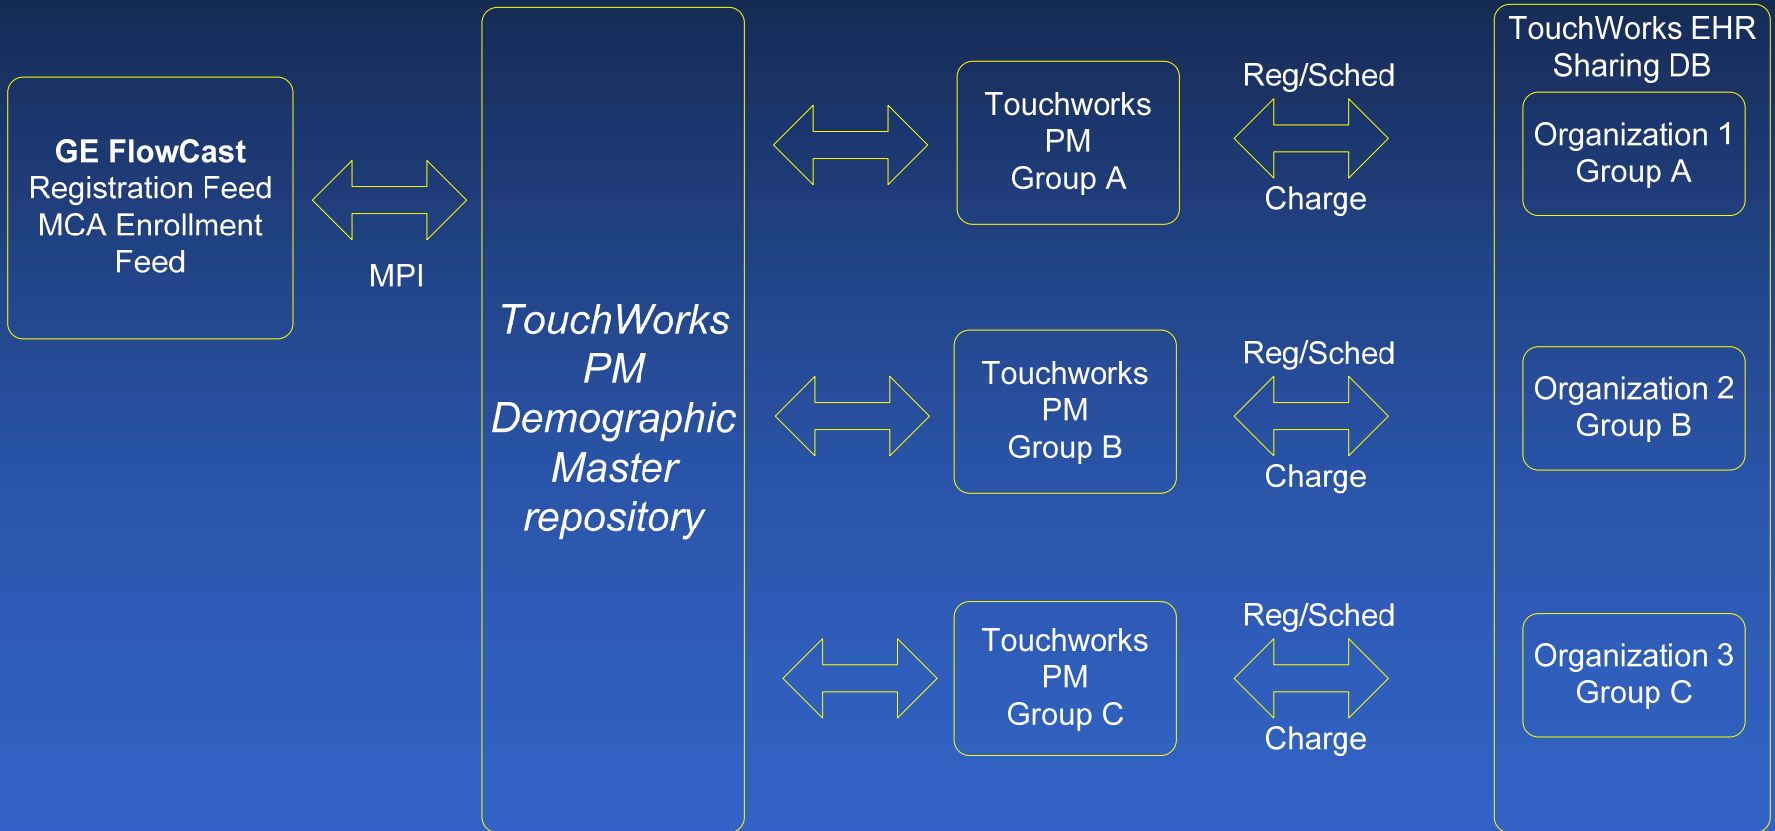 GE FlowCast
Registration Feed
MCA Enrollment
Feed
MPI
TouchWorks
PM
Demographic
Master
repository
Touchworks
PM
Group A
Reg/Sched
Charge
Touchworks
PM
Group B
Reg/Sched
Charge
Touchworks
PM
Group C
Reg/Sched
Charge
TouchWorks EHR
Sharing DB
Organization 1
Group A
Organization 2
Group B
Organization 3
Group C